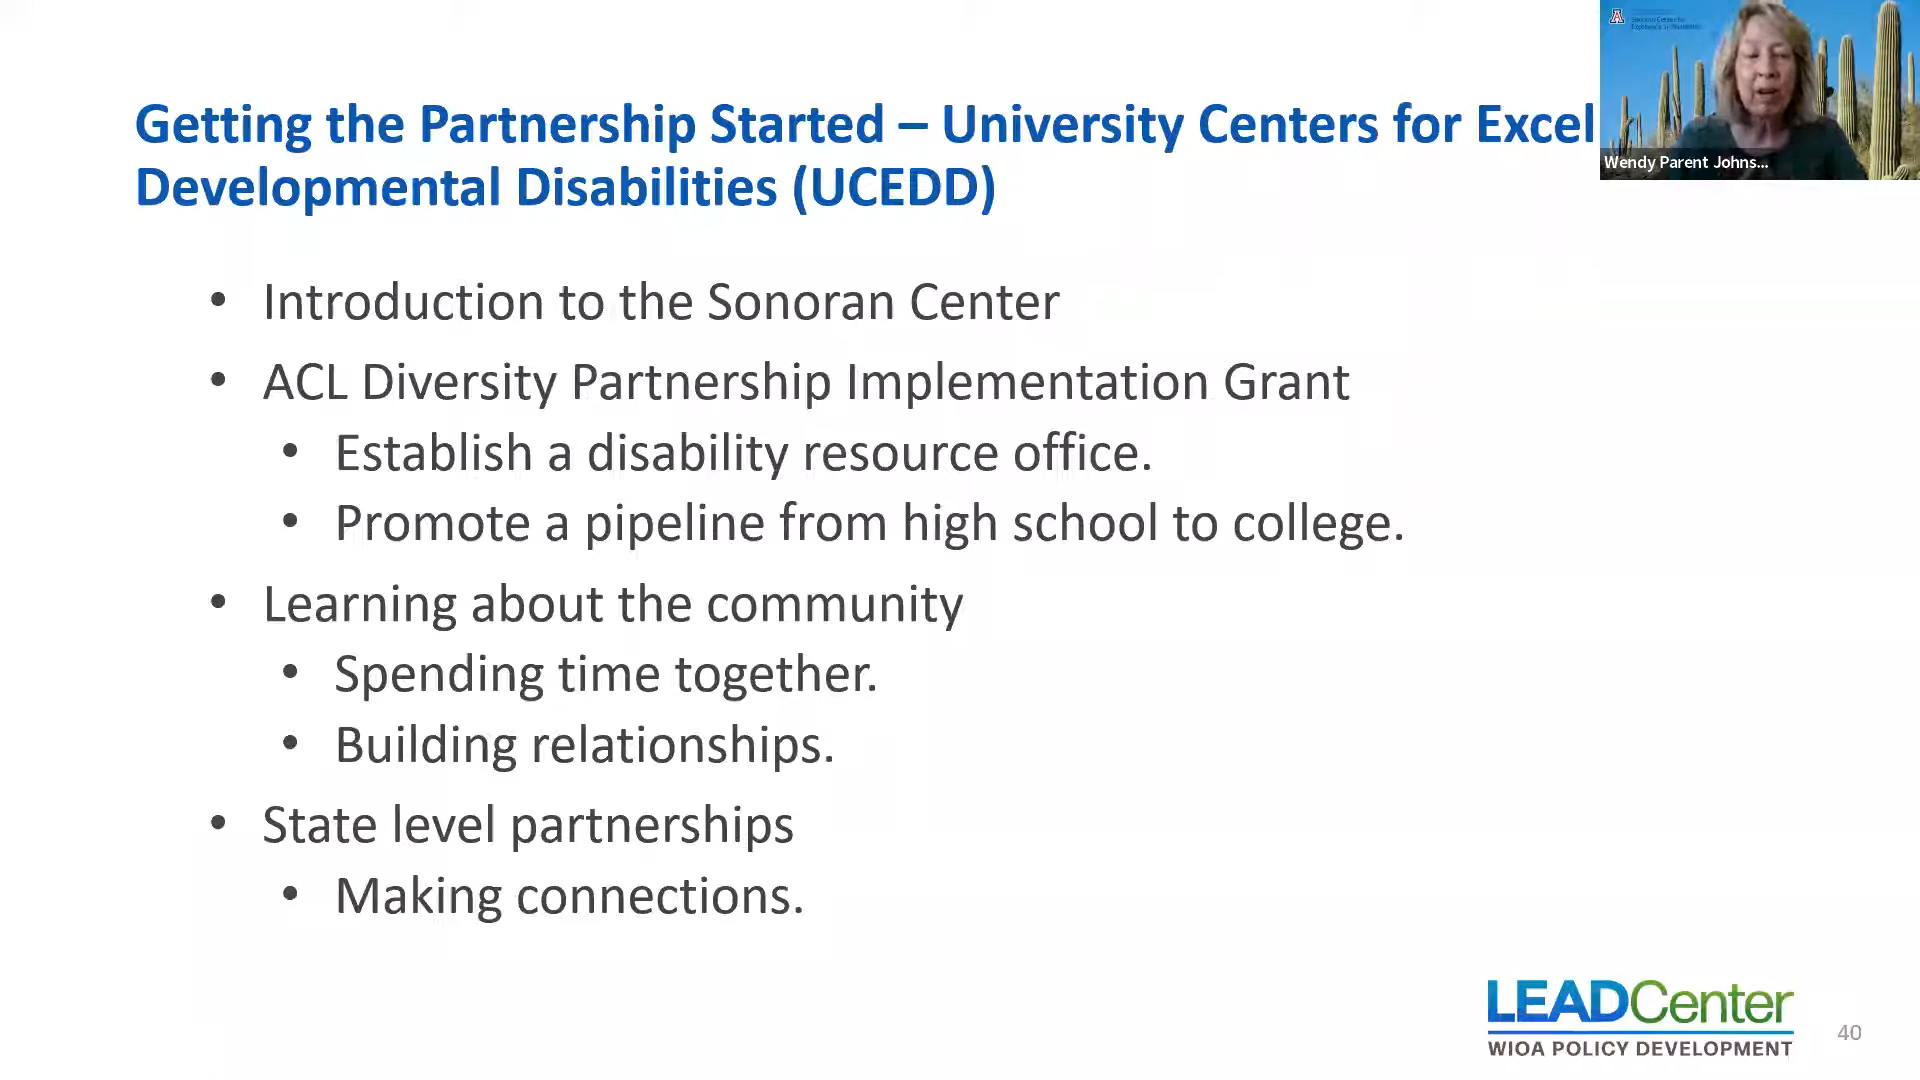 Getting the Partnership Started – University Centers for Excel
Developmental Disabilities (UCEDD)
Wendy Parent Johns...
• Introduction to the Sonoran Center
• ACL Diversity Partnership Implementation Grant
• Establish a disability resource office.
• Promote a pipeline from high school to college.
• Learning about the community
• Spending time together.
• Building relationships.
• State level partnerships
• Making connections.
LEADCenter
WIOA POLICY DEVELOPMENT
40